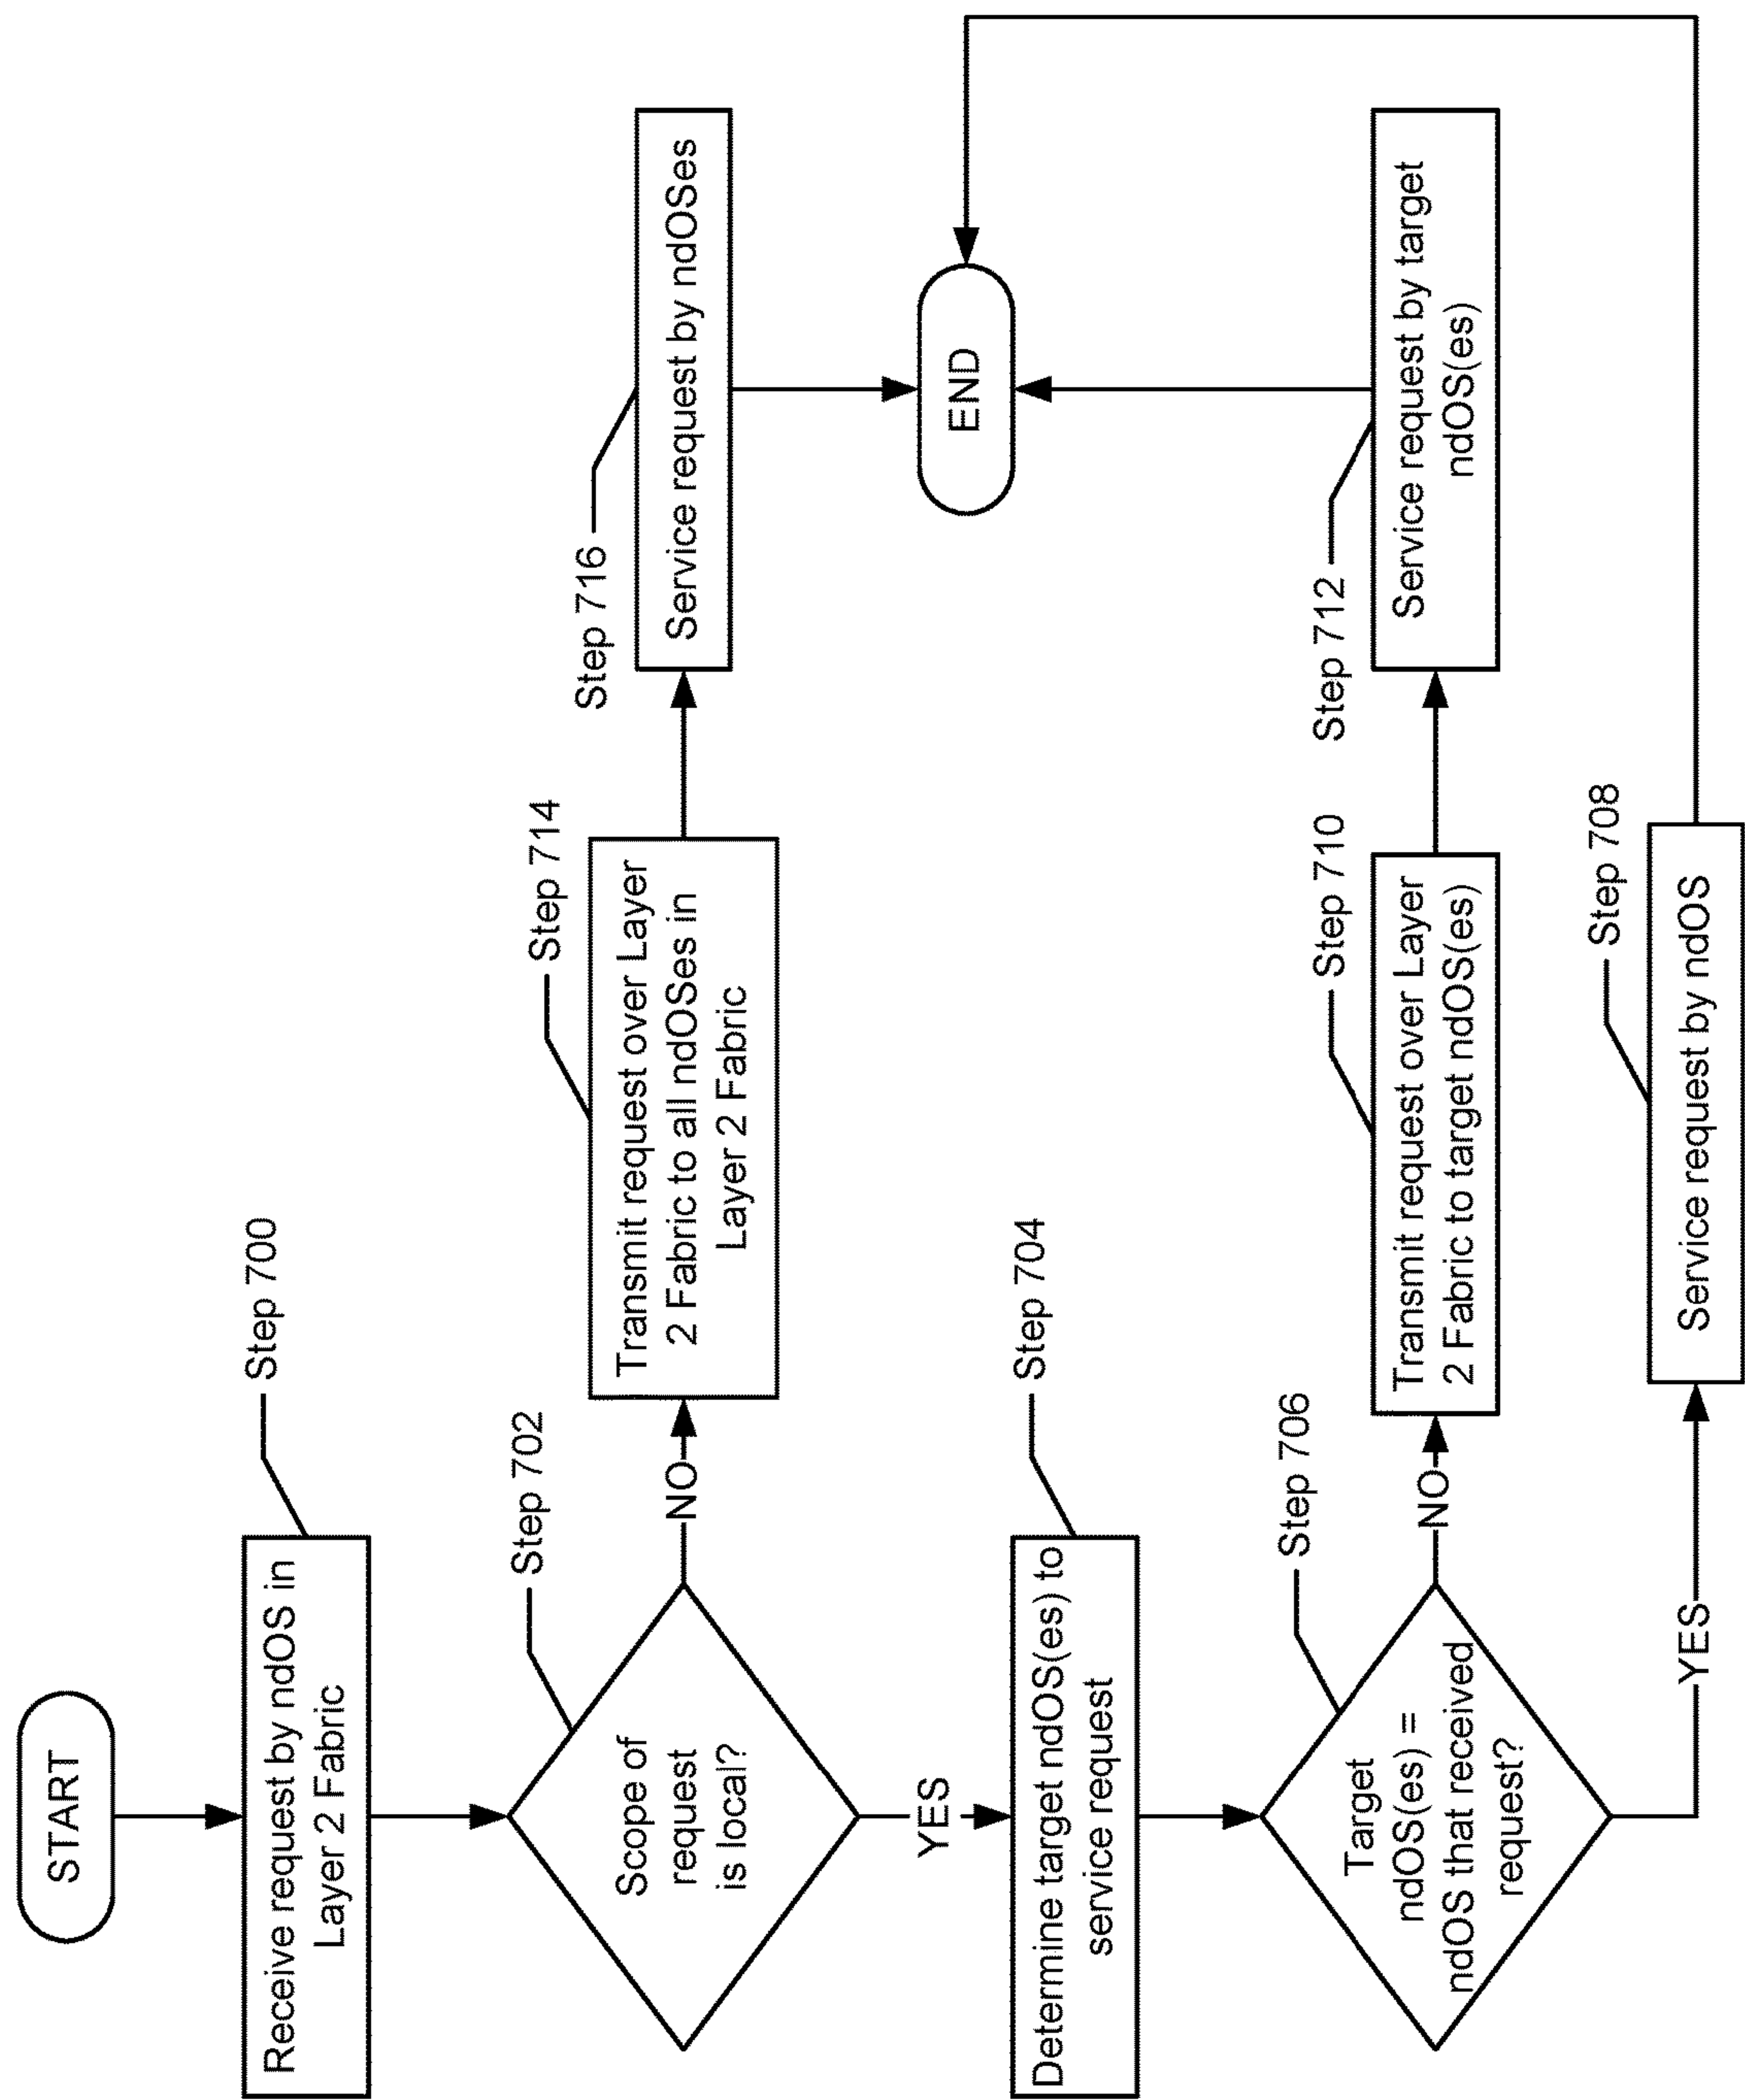 START
Receive request by ndOS in
Layer 2 Fabric
Step 700
Scope of
request
is local?
Step 702
NO
Transmit request over Layer
2 Fabric to all ndOSes in
Layer 2 Fabric
Step 714
Service request by ndOSes
Step 716
YES
Determine target ndOS(es) to
service request
Step 704
END
Target
ndOS(es) =
ndOS that received
request?
Step 706
NO
Transmit request over Layer
2 Fabric to target ndOS(es)
Step 710
Service request by target
ndOS(es)
Step 712
YES
Service request by ndOS
Step 708